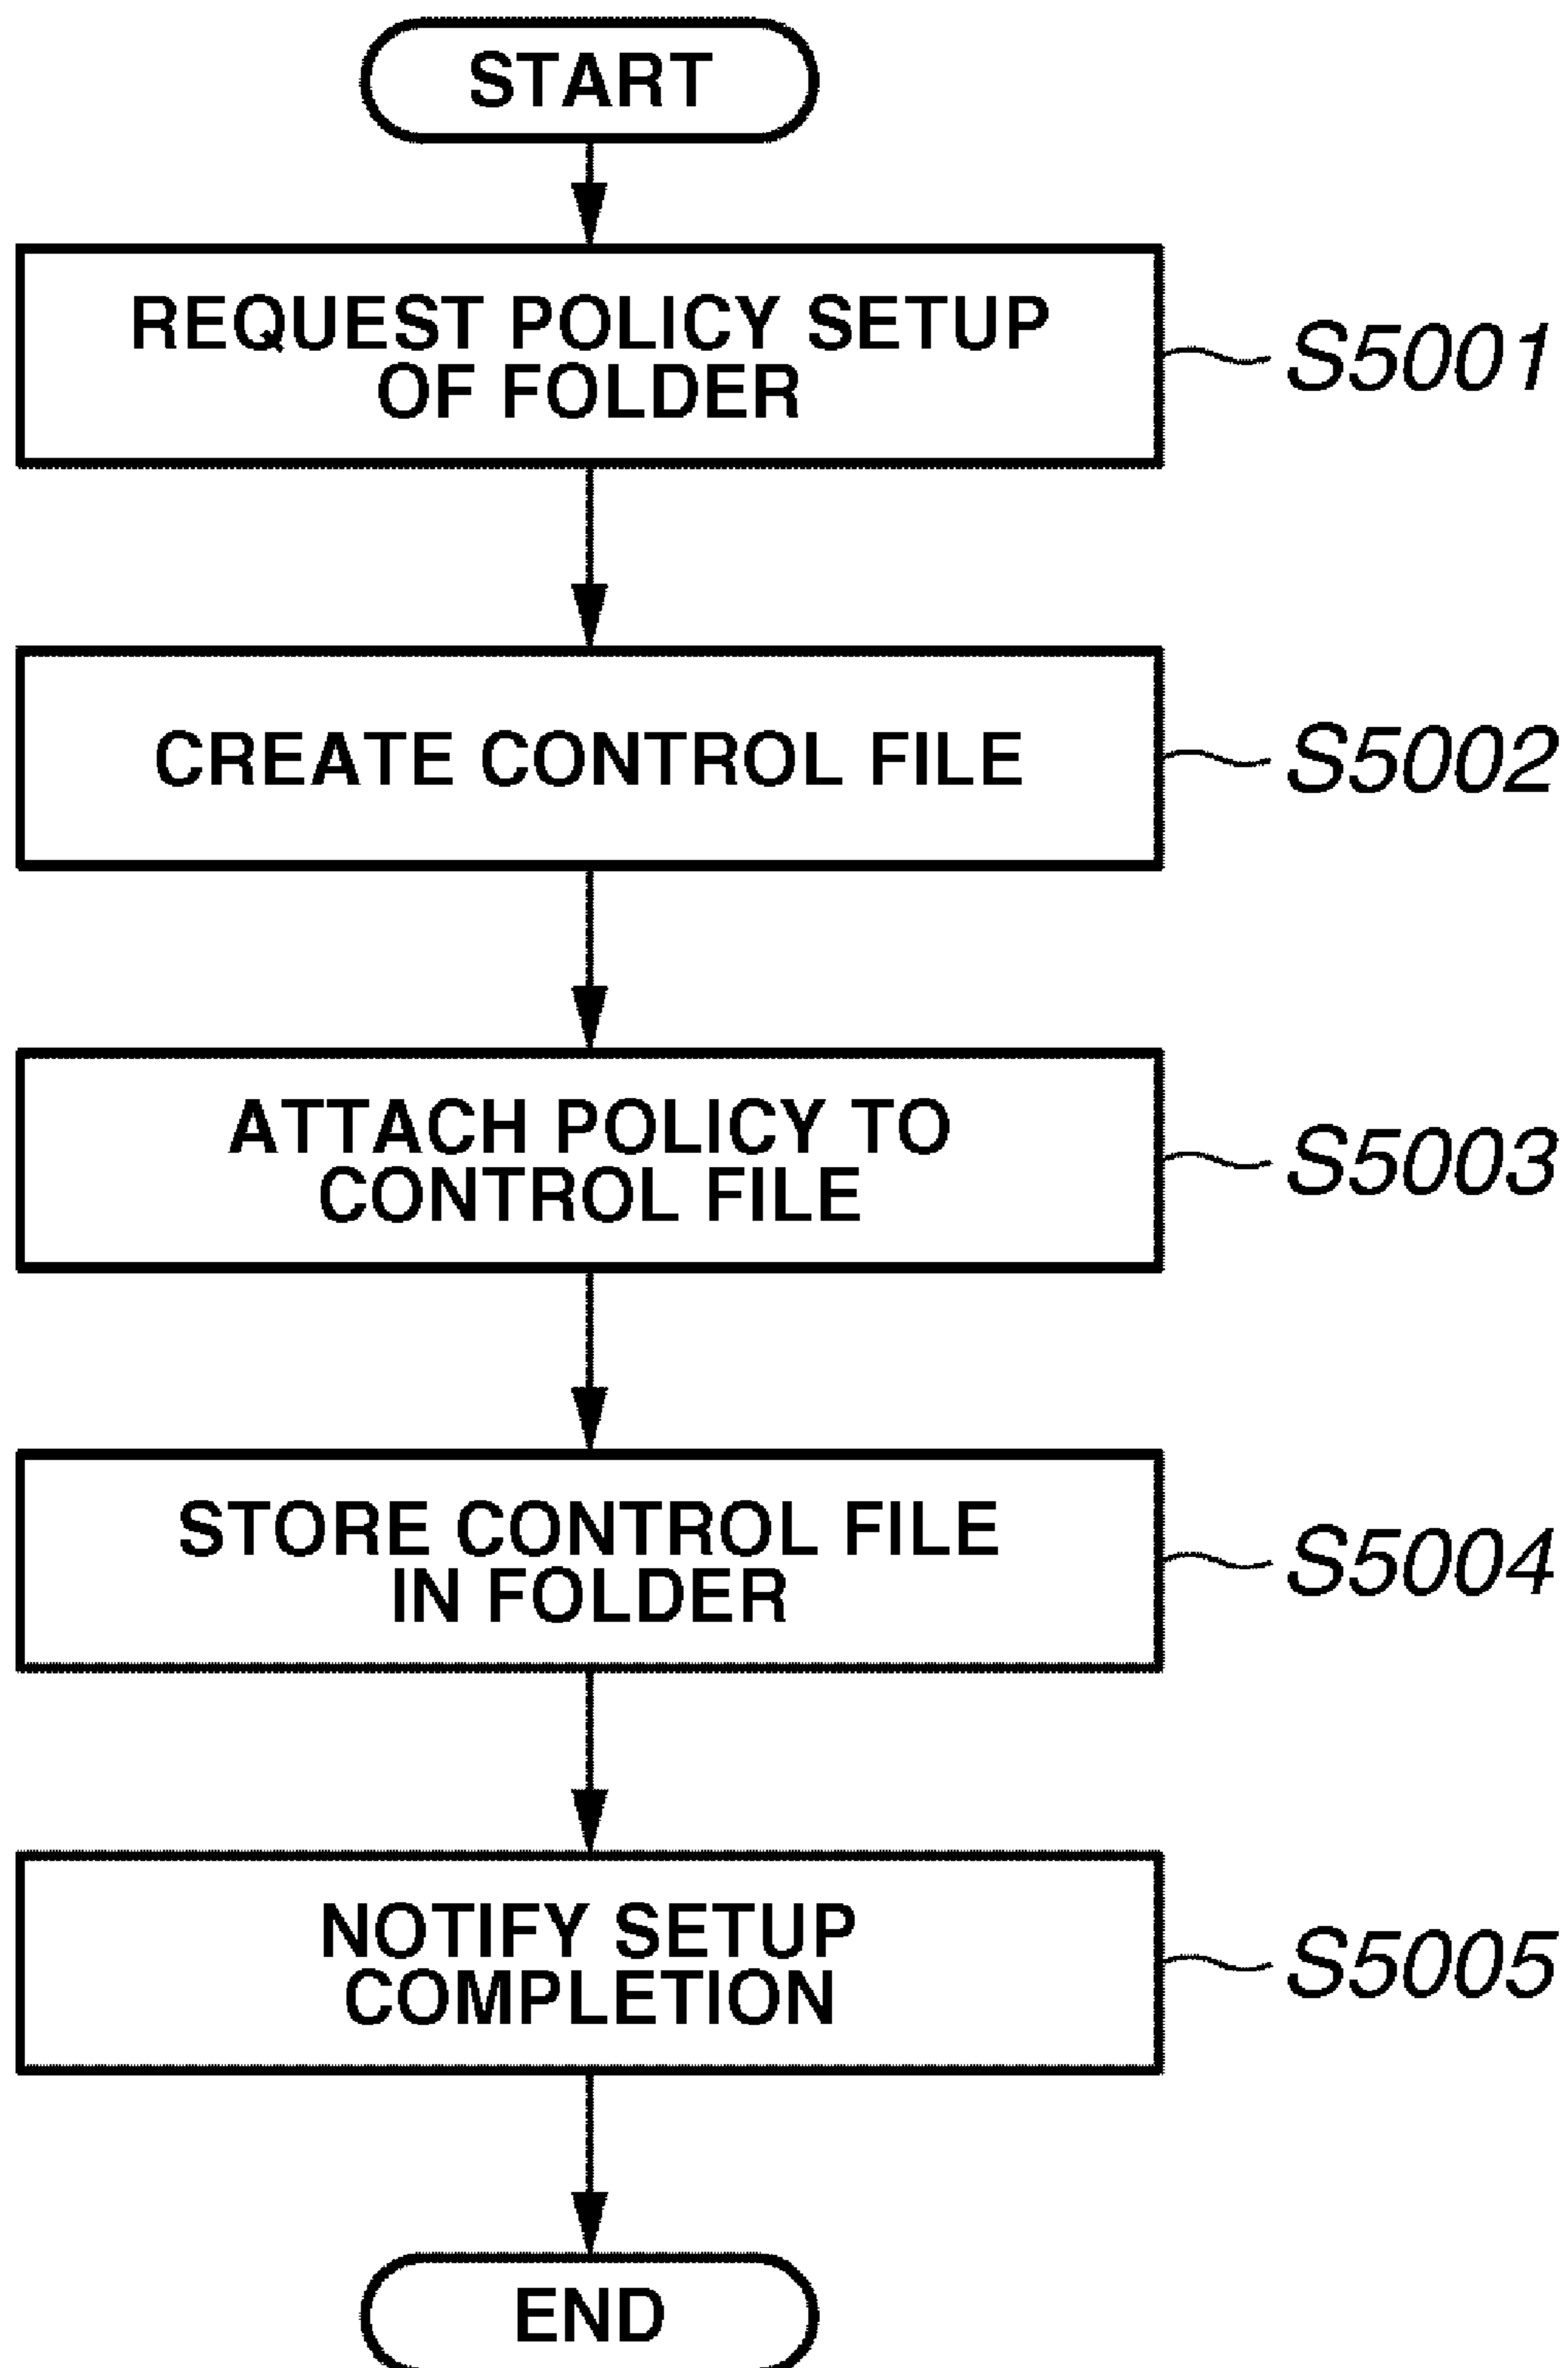 START
REQUEST POLICY SETUP
OF FOLDER
S5001
CREATE CONTROL FILE
S5002
ATTACH POLICY TO
CONTROL FILE
S5003
STORE CONTROL FILE
IN FOLDER
S5004
NOTIFY SETUP
COMPLETION
S5005
END